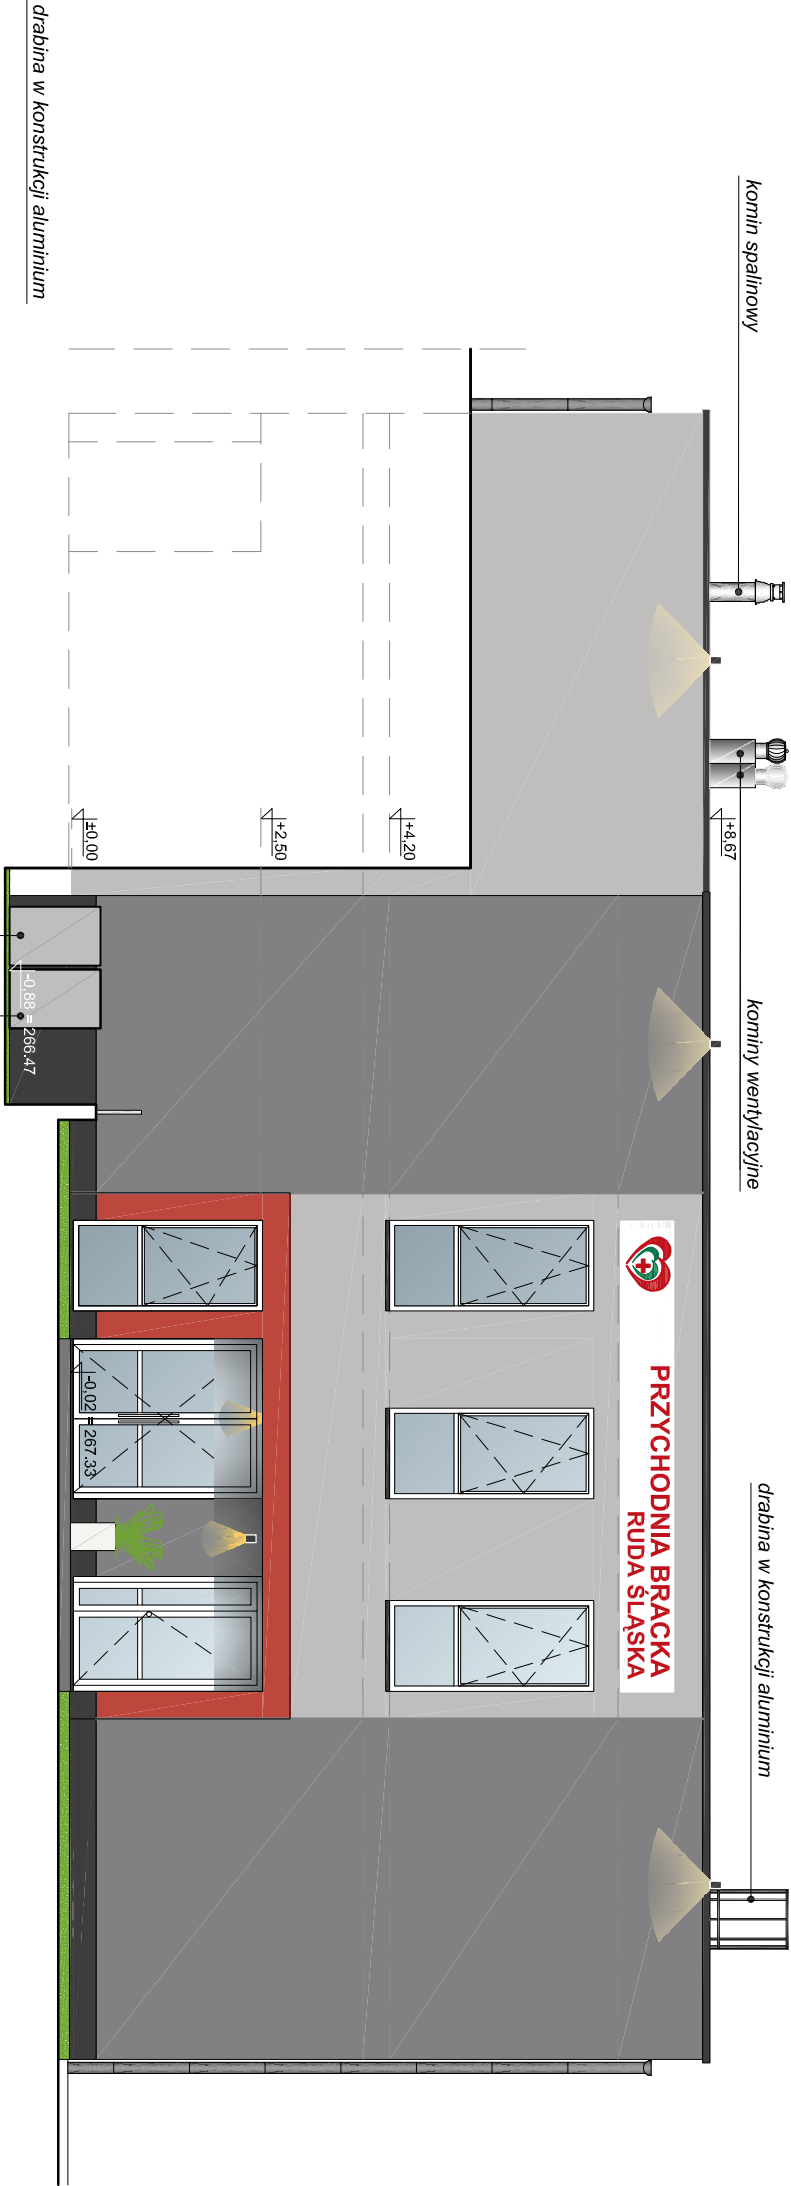 drabina w konstrukcji aluminium
komin spalinowy
kominy wentylacyjne
drabina w konstrukcji aluminium
+8,67
+4,20
+2,50
±0,00
-0,88 = 266.47
PRZYCHODNIA BRACKA
RUDA ŚLĄSKA
-0,02 = 267.33